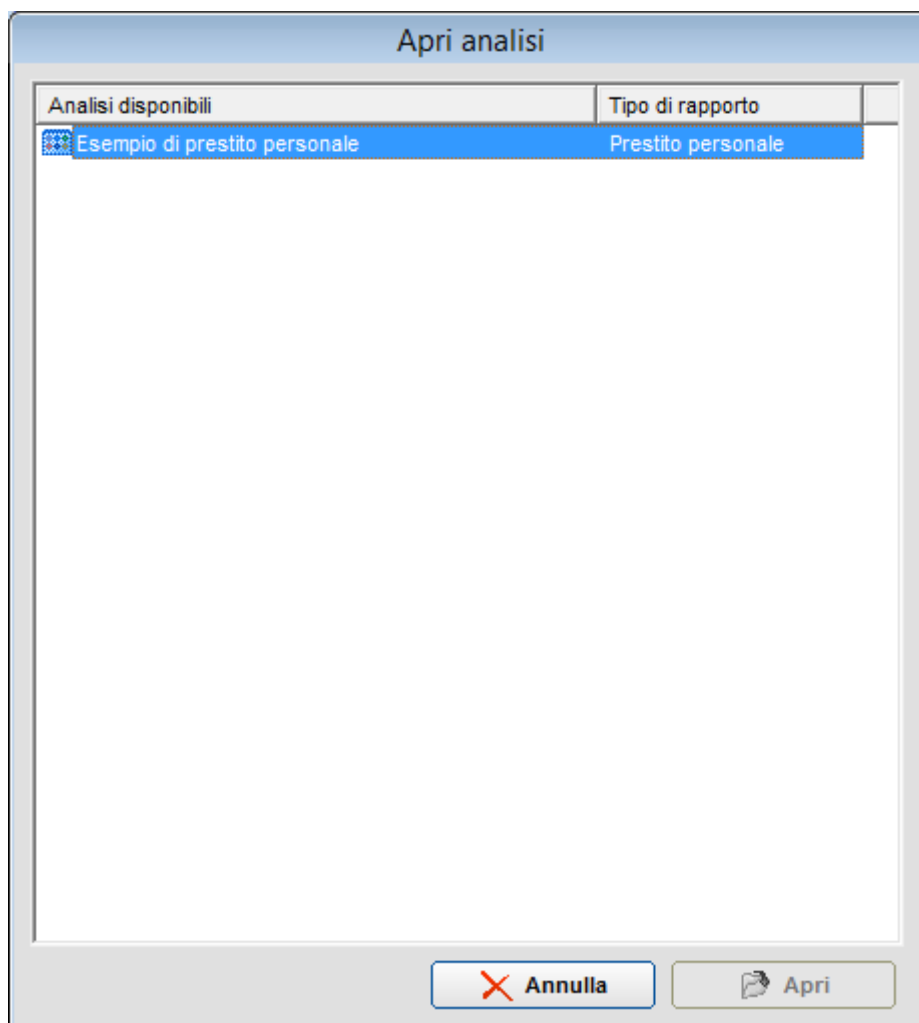 Apri analisi
Analisi disponibili Tipo di rapporto
Esempio di prestito personale Prestito personale
Annulla Apri